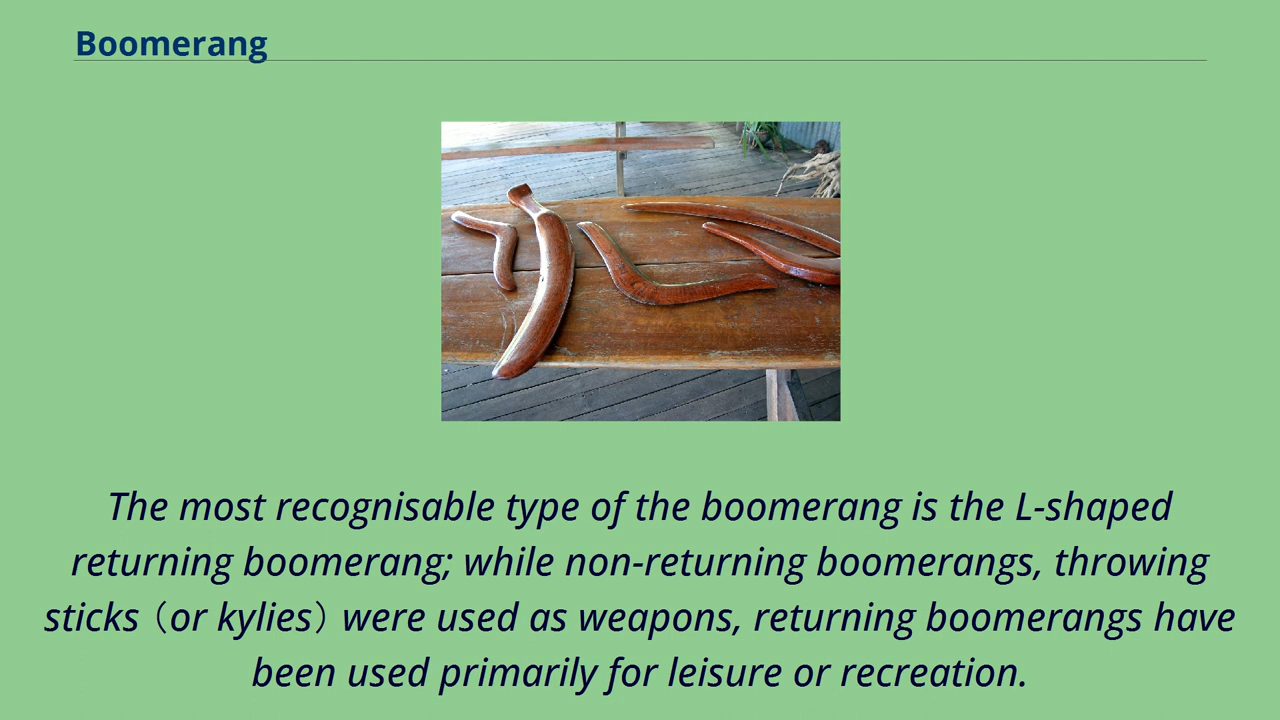 Boomerang
The most recognisable type of the boomerang is the L-shaped
returning boomerang; while non-returning boomerangs, throwing
sticks（or kylies）were used as weapons, returning boomerangs have
been used primarily for leisure or recreation.